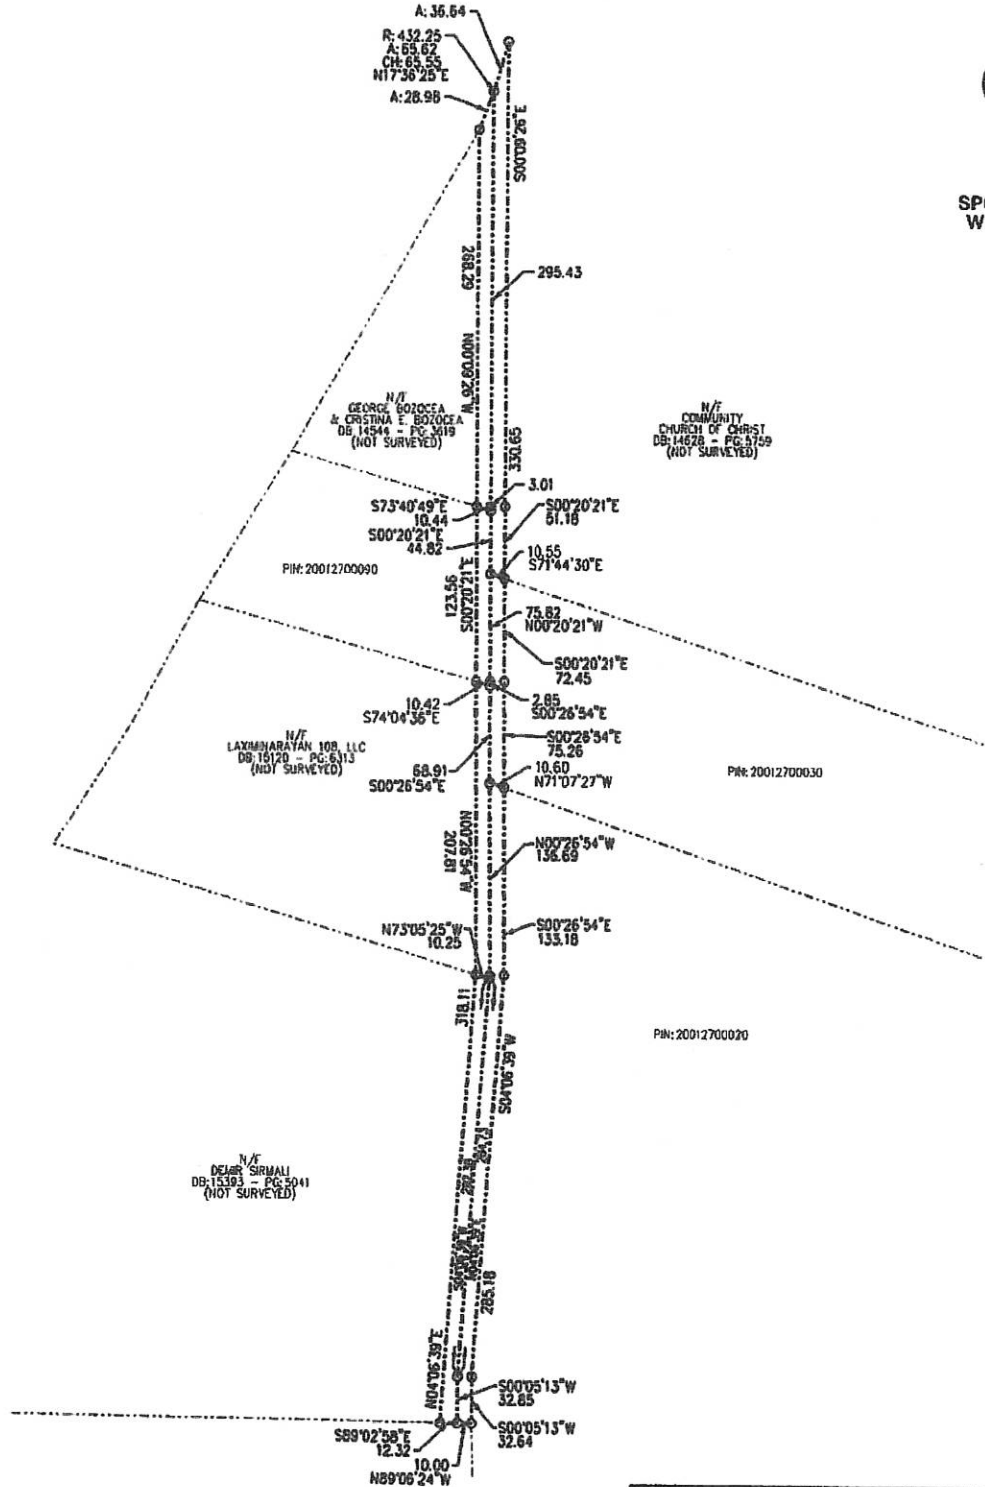 A: 36.64
R: 432.25
A: 65.62
CH: 65.55
N17°36'25"E
A: 28.98
S00°09'26"E
268.29
295.43
N00°09'26"W
330.65
N/F
GEORGE BOZOCEA
& CRISTINA E. BOZOCEA
DB: 14544 - PG: 3619
(NOT SURVEYED)
N/F
COMMUNITY
CHURCH OF CHRIST
DB: 14628 - PG: 5759
(NOT SURVEYED)
3.01
S73°40'49"E
10.44
S00°20'21"E
51.18
S00°20'21"E
44.82
10.55
S71°44'30"E
PIN: 20012700090
123.56
S00°20'21"E
75.82
N00°20'21"W
S00°20'21"E
72.45
10.42
S74°04'36"E
2.85
S00°26'54"E
N/F
LAXMINARAYAN 108, LLC
DB: 16120 - PG: 6313
(NOT SURVEYED)
S00°26'54"E
75.26
68.91
S00°26'54"E
10.60
N71°07'27"W
PIN: 20012700030
N00°26'54"W
207.81
N00°26'54"W
136.69
N73°05'25"W
10.25
S00°26'54"E
133.18
318.11
PIN: 20012700020
S04°06'39"W
N/F
DEMIR SIRMALI
DB: 15393 - PG: 5041
(NOT SURVEYED)
285.18
N04°06'39"E
S00°05'13"W
32.85
S00°05'13"W
32.64
S89°02'58"E
12.32
10.00
N89°06'24"W